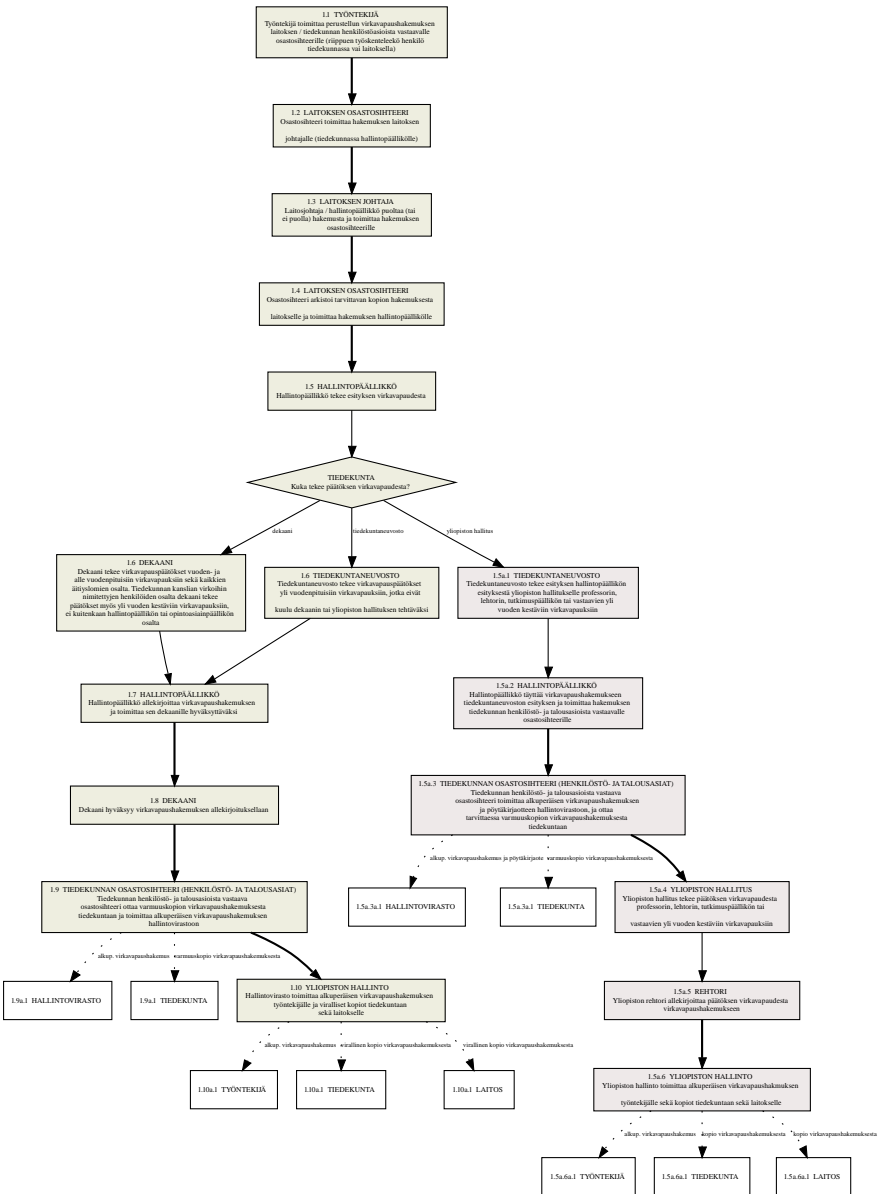 1.1 TYÖNTEKIJÄ
Työntekijä toimittaa perustellun virkavapaushakemuksen
laitoksen / tiedekunnan henkilöstöasioista vastaavalle
osastosihteerille (riippuen työskenteleekö henkilö
tiedekunnassa vai laitoksella)
1.2 LAITOKSEN OSASTOSIHTEERI
Osastosihteeri toimittaa hakemuksen laitoksen
johtajalle (tiedekunnassa hallintopäällikölle)
1.3 LAITOKSEN JOHTAJA
Laitosjohtaja / hallintopäällikkö puoltaa (tai
ei puolla) hakemusta ja toimittaa hakemuksen
osastosihteerille
1.4 LAITOKSEN OSASTOSIHTEERI
Osastosihteeri arkistoi tarvittavan kopion hakemuksesta
laitokselle ja toimittaa hakemuksen hallintopäällikölle
1.5 HALLINTOPÄÄLLIKKÖ
Hallintopäällikkö tekee esityksen virkavapaudesta
TIEDEKUNTA
Kuka tekee päätöksen virkavapaudesta?
dekaani
tiedekuntaneuvosto
yliopiston hallitus
1.6 DEKAANI
Dekaani tekee virkavapauspäätökset vuoden- ja
alle vuodenpituisiin virkavapauksiin sekä kaikkien
äitiyslomien osalta. Tiedekunnan kanslian virkoihin
nimitettyjen henkilöiden osalta dekaani tekee
päätökset myös yli vuoden kestäviin virkavapauksiin,
ei kuitenkaan hallintopäällikön tai opintoasiainpäällikön
osalta
1.6 TIEDEKUNTANEUVOSTO
Tiedekuntaneuvosto tekee virkavapauspäätökset
yli vuodenpituisiin virkavapauksiin, jotka eivät
kuulu dekaanin tai yliopiston hallituksen tehtäväksi
1.5a.1 TIEDEKUNTANEUVOSTO
Tiedekuntaneuvosto tekee esityksen hallintopäällikön
esityksestä yliopiston hallitukselle professorin,
lehtorin, tutkimuspäällikön tai vastaavien yli
vuoden kestäviin virkavapauksiin
1.7 HALLINTOPÄÄLLIKKÖ
Hallintopäällikkö allekirjoittaa virkavapaushakemuksen
ja toimittaa sen dekaanille hyväksyttäväksi
1.5a.2 HALLINTOPÄÄLLIKKÖ
Hallintopäällikkö täyttää virkavapaushakemukseen
tiedekuntaneuvoston esityksen ja toimittaa hakemuksen
tiedekunnan henkilöstö- ja talousasioista vastaavalle
osastosihteerille
1.8 DEKAANI
Dekaani hyväksyy virkavapaushakemuksen allekirjoituksellaan
1.5a.3 TIEDEKUNNAN OSASTOSIHTEERI (HENKILÖSTÖ- JA TALOUSASIAT)
Tiedekunnan henkilöstö- ja talousasioista vastaava
osastosihteeri toimittaa alkuperäisen virkavapaushakemuksen
ja pöytäkirjaotteen hallintovirastoon, ja ottaa
tarvittaessa varmuuskopion virkavapaushakemuksesta
tiedekuntaan
alkup. virkavapaushakemus ja pöytäkirjaote
varmuuskopio virkavapaushakemuksesta
1.9 TIEDEKUNNAN OSASTOSIHTEERI (HENKILÖSTÖ- JA TALOUSASIAT)
Tiedekunnan henkilöstö- ja talousasioista vastaava
osastosihteeri ottaa varmuuskopion virkavapaushakemuksesta
tiedekuntaan ja toimittaa alkuperäisen virkavapaushakemuksen
hallintovirastoon
1.5a.3a.1 HALLINTOVIRASTO
1.5a.3a.1 TIEDEKUNTA
1.5a.4 YLIOPISTON HALLITUS
Yliopiston hallitus tekee päätöksen virkavapaudesta
professorin, lehtorin, tutkimuspäällikön tai
vastaavien yli vuoden kestäviin virkavapauksiin
alkup. virkavapaushakemus
varmuuskopio virkavapaushakemuksesta
1.9a.1 HALLINTOVIRASTO
1.9a.1 TIEDEKUNTA
1.10 YLIOPISTON HALLINTO
Hallintovirasto toimittaa alkuperäisen virkavapaushakemuksen
työntekijälle ja viralliset kopiot tiedekuntaan
sekä laitokselle
1.5a.5 REHTORI
Yliopiston rehtori allekirjoittaa päätöksen virkavapaudesta
virkavapaushakemukseen
alkup. virkavapaushakemus
virallinen kopio virkavapaushakemuksesta
virallinen kopio virkavapaushakemuksesta
1.10a.1 TYÖNTEKIJÄ
1.10a.1 TIEDEKUNTA
1.10a.1 LAITOS
1.5a.6 YLIOPISTON HALLINTO
Yliopiston hallinto toimittaa alkuperäisen virkavapaushakmuksen
työntekijälle sekä kopiot tiedekuntaan sekä laitokselle
alkup. virkavapaushakemus
kopio virkavapaushakemuksesta
kopio virkavapaushakemuksesta
1.5a.6a.1 TYÖNTEKIJÄ
1.5a.6a.1 TIEDEKUNTA
1.5a.6a.1 LAITOS